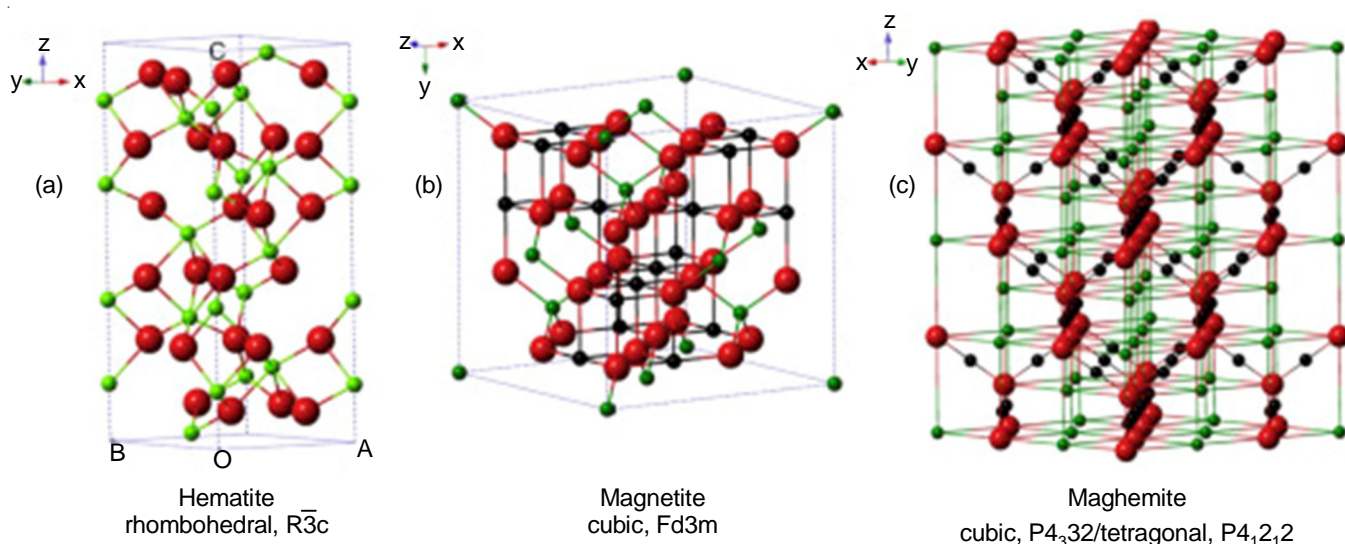 z
y x
C
(a)
B
O
A
Hematite
rhombohedral, R3̅c
z x
y
(b)
Magnetite
cubic, Fd3m
z
x y
(c)
Maghemite
cubic, P4₃32/tetragonal, P4₁2₁2